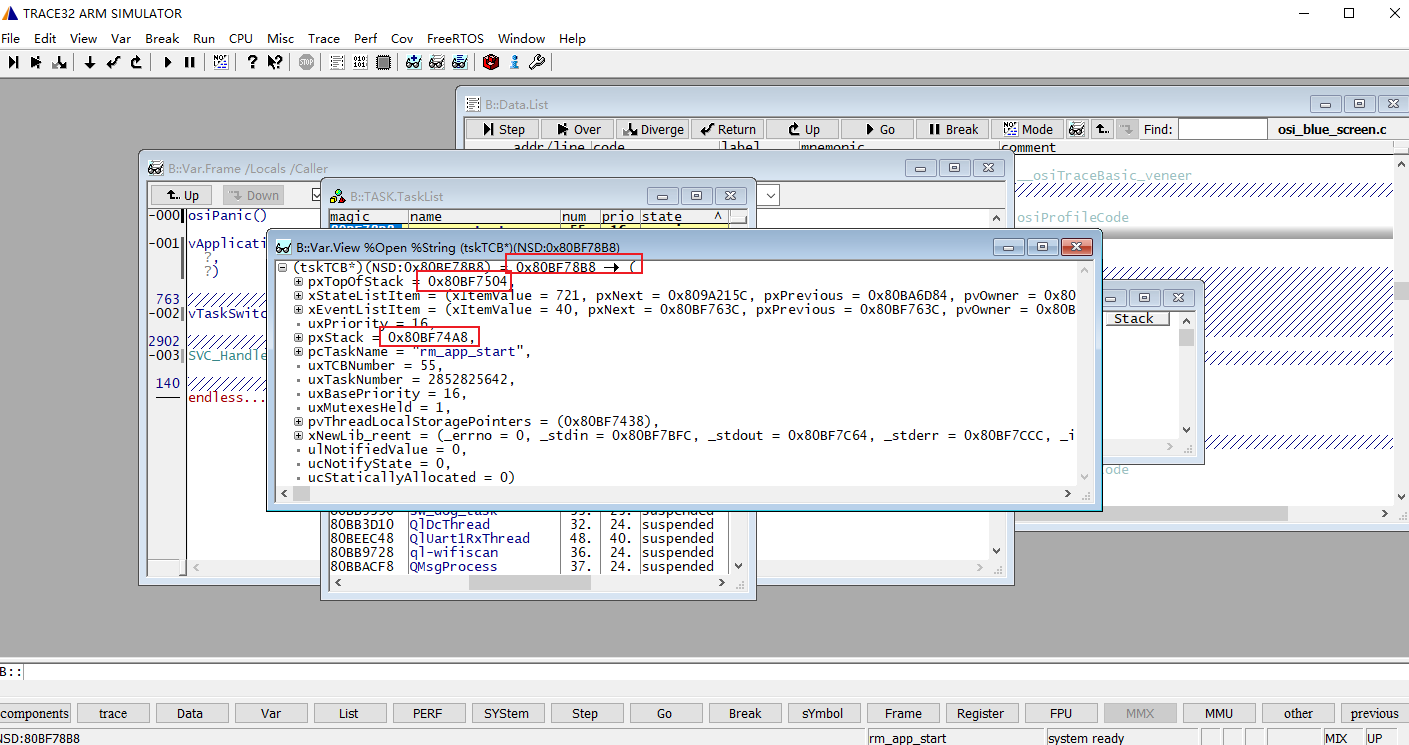 TRACE32 ARM SIMULATOR
File Edit View Var Break Run CPU Misc Trace Perf Cov FreeRTOS Window Help
B::Data.List
Step Over Diverge Return Up Go Break Mode Find: osi_blue_screen.c
addr/line code label mnemonic comment
B::Var.Frame /Locals /Caller
__osiTraceBasic_veneer
Up Down
B::TASK.TaskList
-000 osiPanic()
magic name num prio state
osiProfileCode
-001 vApplicati
?,
?)
B::Var.View %Open %String (tskTCB*)(NSD:0x80BF78B8)
(tskTCB*)(NSD:0x80BF78B8) = 0x80BF78B8 → (
pxTopOfStack = 0x80BF7504,
763
xStateListItem = (xItemValue = 721, pxNext = 0x809A215C, pxPrevious = 0x80BA6D84, pvOwner = 0x80
-002 vTaskSwitc
xEventListItem = (xItemValue = 40, pxNext = 0x80BF763C, pxPrevious = 0x80BF763C, pvOwner = 0x80B
Stack
uxPriority = 16,
2902
pxStack = 0x80BF74A8,
-003 SVC_Handle
pcTaskName = "rm_app_start",
uxTCBNumber = 55,
140
uxTaskNumber = 2852825642,
endless...
uxBasePriority = 16,
uxMutexesHeld = 1,
pvThreadLocalStoragePointers = (0x80BF7438),
xNewLib_reent = (_errno = 0, _stdin = 0x80BF7BFC, _stdout = 0x80BF7C64, _stderr = 0x80BF7CCC, _i
ulNotifiedValue = 0,
ucNotifyState = 0,
ode
ucStaticallyAllocated = 0)
80BB3D10 QlDcThread 32. 24. suspended
80BEEC48 QlUart1RxThread 48. 40. suspended
80BB9728 ql-wifiscan 36. 24. suspended
80BBACF8 QMsgProcess 37. 24. suspended
B::
components trace Data Var List PERF SYStem Step Go Break sYmbol Frame Register FPU MMX MMU other previous
NSD:80BF78B8 rm_app_start system ready MIX UP